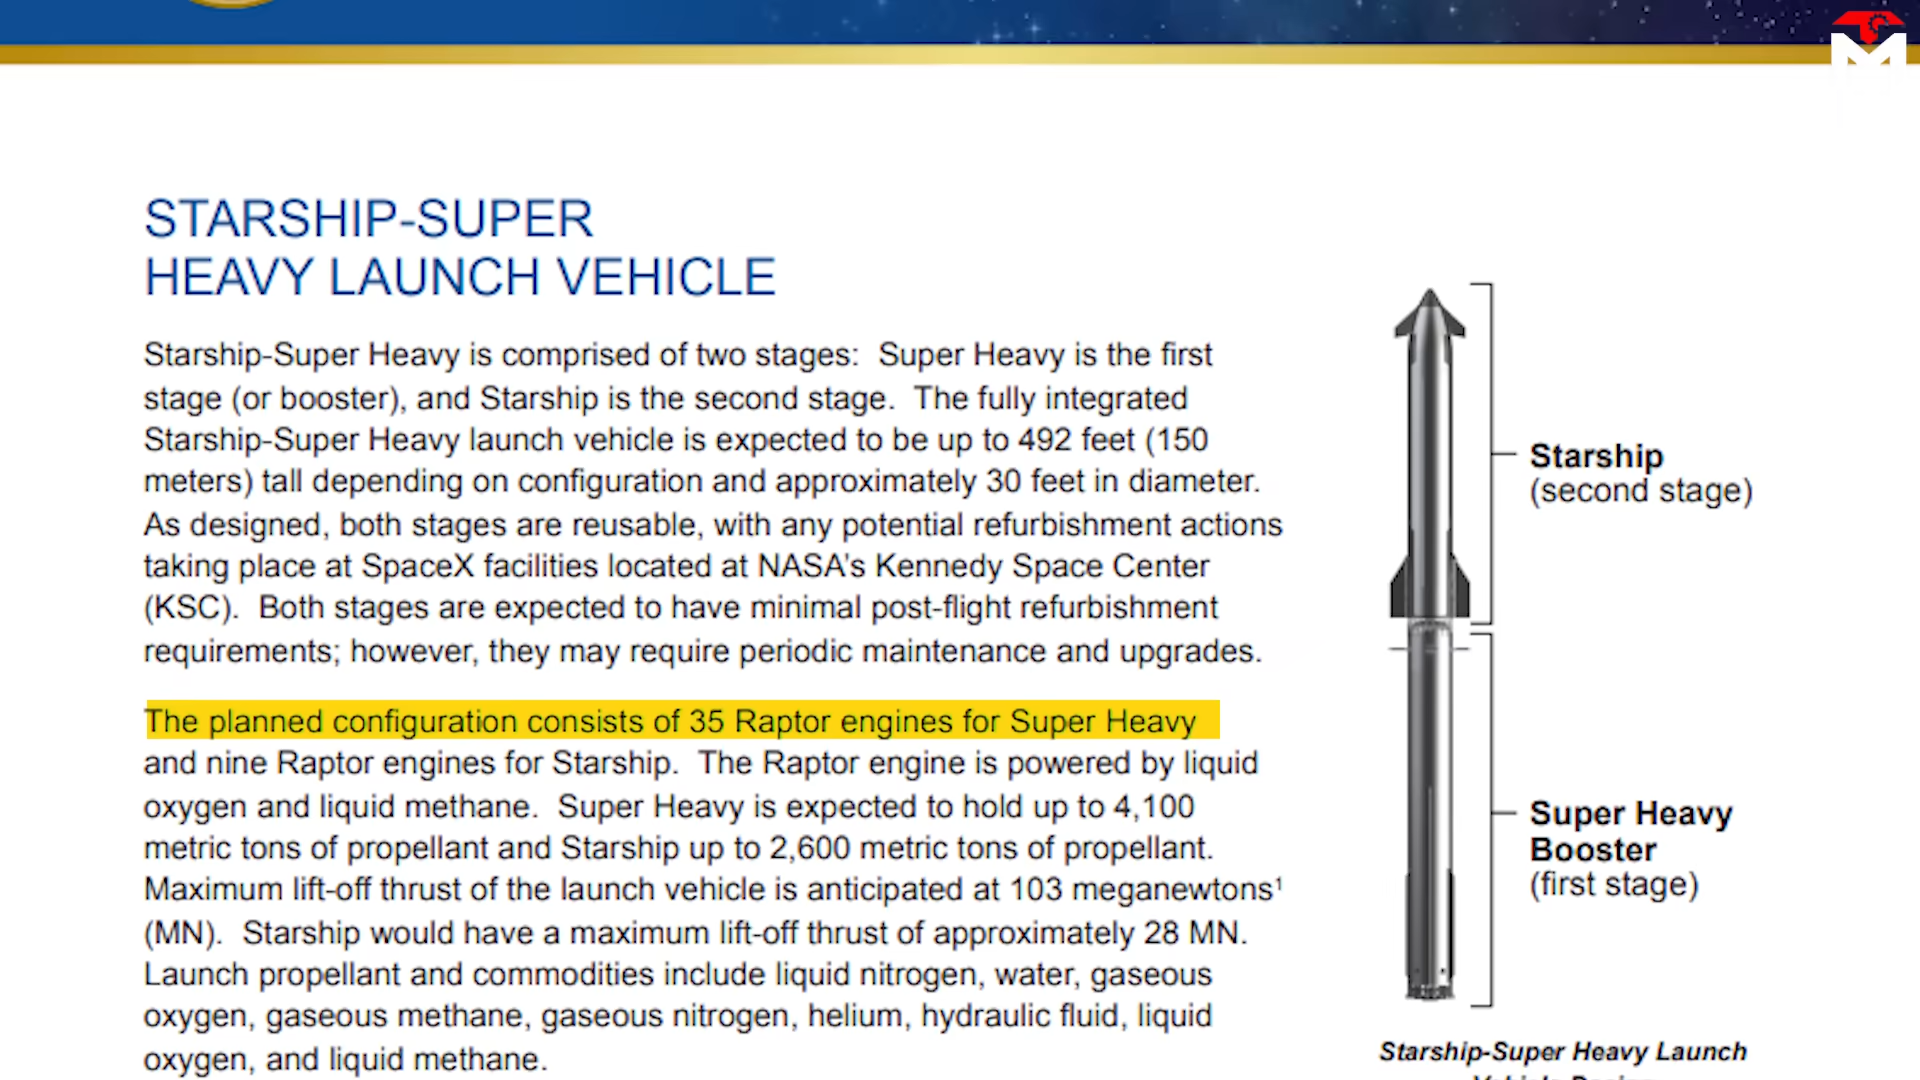 STARSHIP-SUPER
HEAVY LAUNCH VEHICLE
Starship-Super Heavy is comprised of two stages:  Super Heavy is the first
stage (or booster), and Starship is the second stage.  The fully integrated
Starship-Super Heavy launch vehicle is expected to be up to 492 feet (150
meters) tall depending on configuration and approximately 30 feet in diameter.
As designed, both stages are reusable, with any potential refurbishment actions
taking place at SpaceX facilities located at NASA's Kennedy Space Center
(KSC).  Both stages are expected to have minimal post-flight refurbishment
requirements; however, they may require periodic maintenance and upgrades.
The planned configuration consists of 35 Raptor engines for Super Heavy
and nine Raptor engines for Starship.  The Raptor engine is powered by liquid
oxygen and liquid methane.  Super Heavy is expected to hold up to 4,100
metric tons of propellant and Starship up to 2,600 metric tons of propellant.
Maximum lift-off thrust of the launch vehicle is anticipated at 103 meganewtons¹
(MN).  Starship would have a maximum lift-off thrust of approximately 28 MN.
Launch propellant and commodities include liquid nitrogen, water, gaseous
oxygen, gaseous methane, gaseous nitrogen, helium, hydraulic fluid, liquid
oxygen, and liquid methane.
Starship
(second stage)
Super Heavy
Booster
(first stage)
Starship-Super Heavy Launch